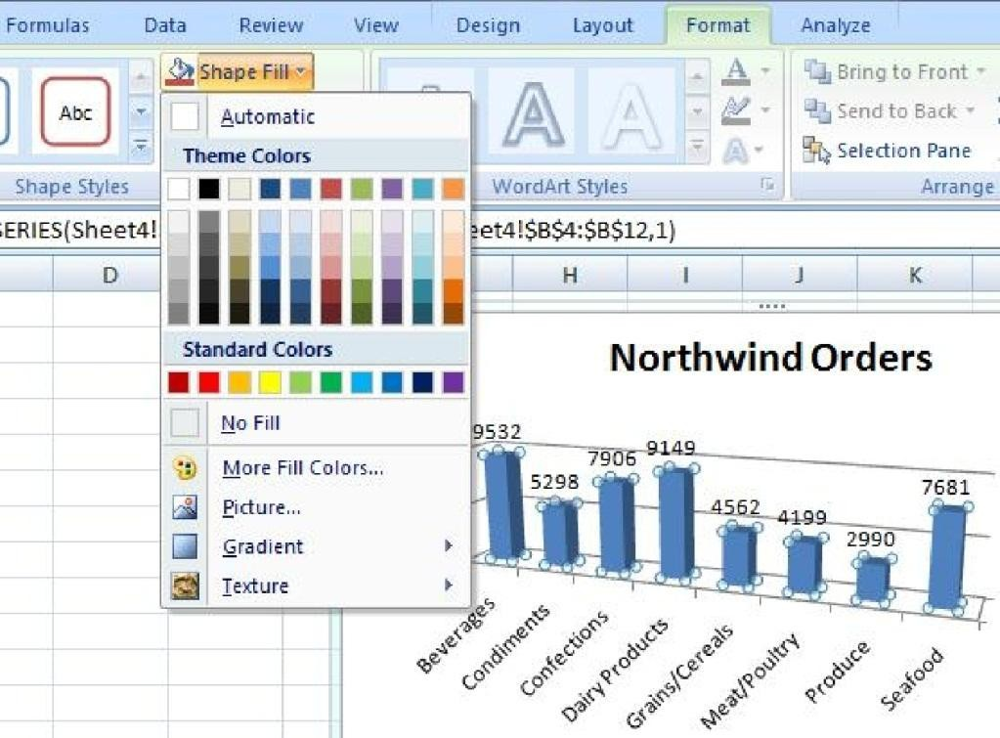 Formulas Data Review View Design Layout Format Analyze
Shape Fill
Abc
Bring to Front
Send to Back
Selection Pane
Shape Styles
WordArt Styles
Arrange
Automatic
Theme Colors
Standard Colors
No Fill
More Fill Colors...
Picture...
Gradient
Texture
SERIES(Sheet4!
eet4!$B$4:$B$12,1)
D H I J K
Northwind Orders
9532
5298
7906
9149
4562
4199
2990
7681
Beverages
Condiments
Confections
Dairy Products
Grains/Cereals
Meat/Poultry
Produce
Seafood